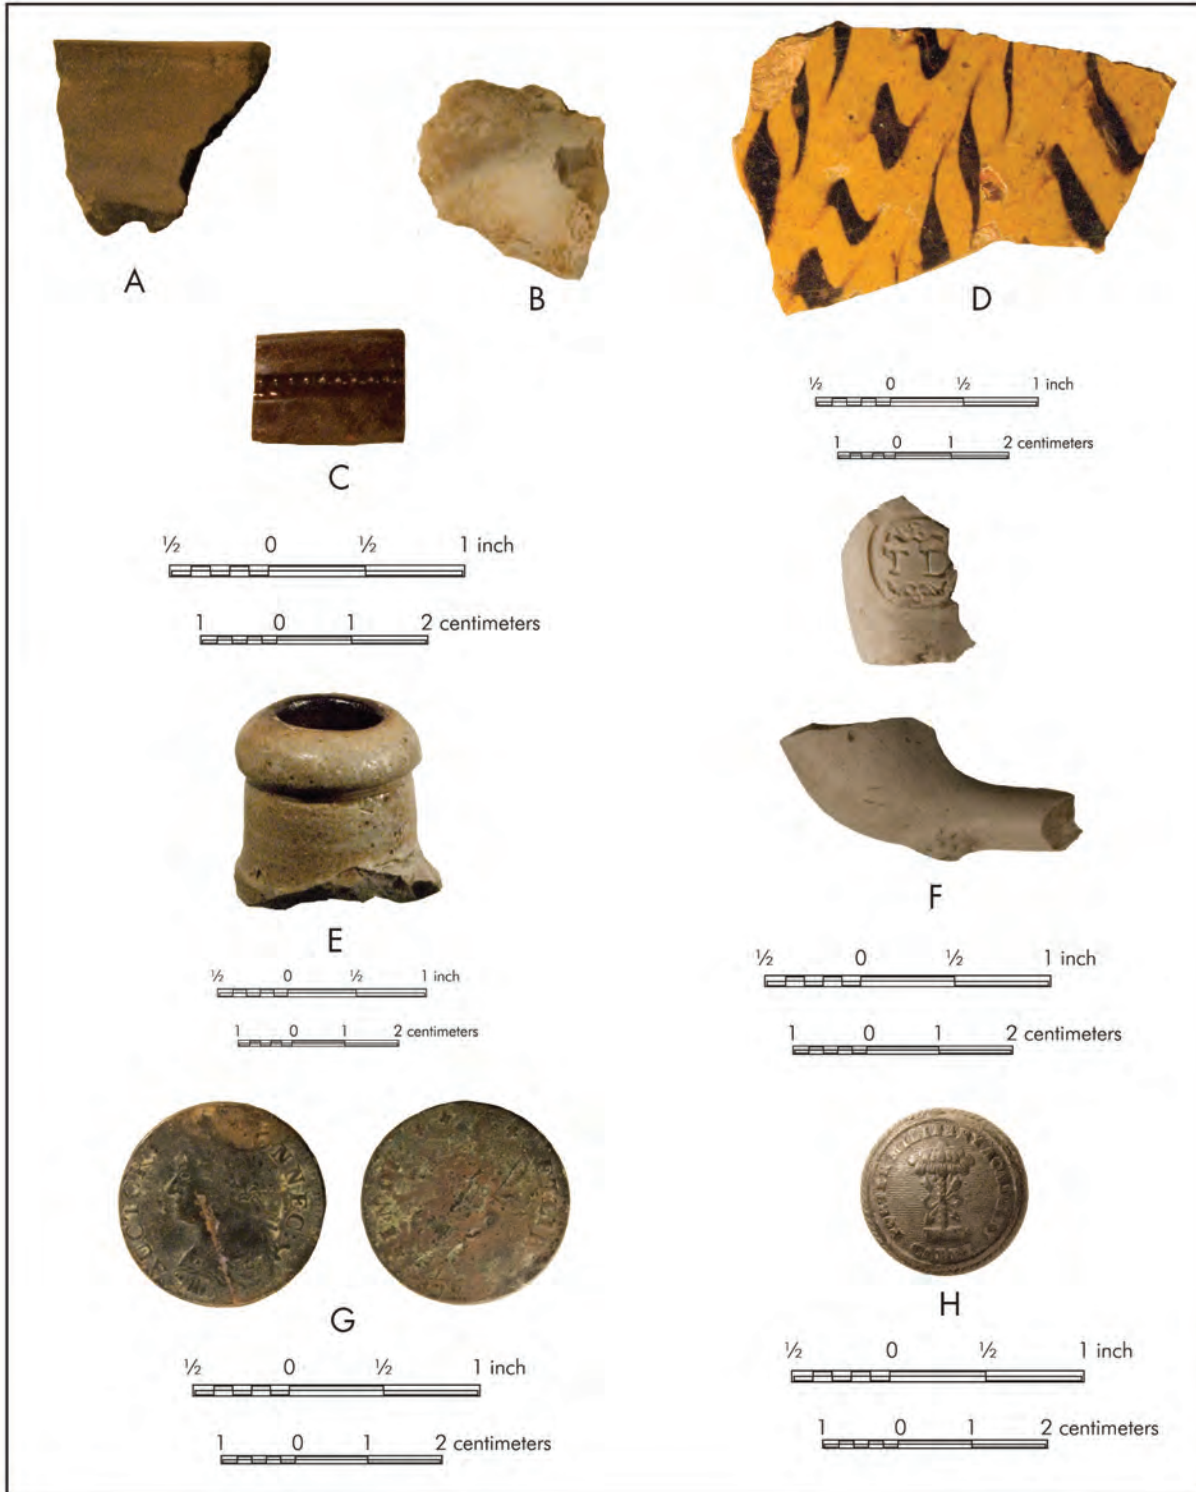 A
B
D
½ 0 ½ 1 inch
1 0 1 2 centimeters
C
½ 0 ½ 1 inch
1 0 1 2 centimeters
T D
E
½ 0 ½ 1 inch
1 0 1 2 centimeters
F
½ 0 ½ 1 inch
1 0 1 2 centimeters
AUCTORI CONNEC
G
½ 0 ½ 1 inch
1 0 1 2 centimeters
H
½ 0 ½ 1 inch
1 0 1 2 centimeters